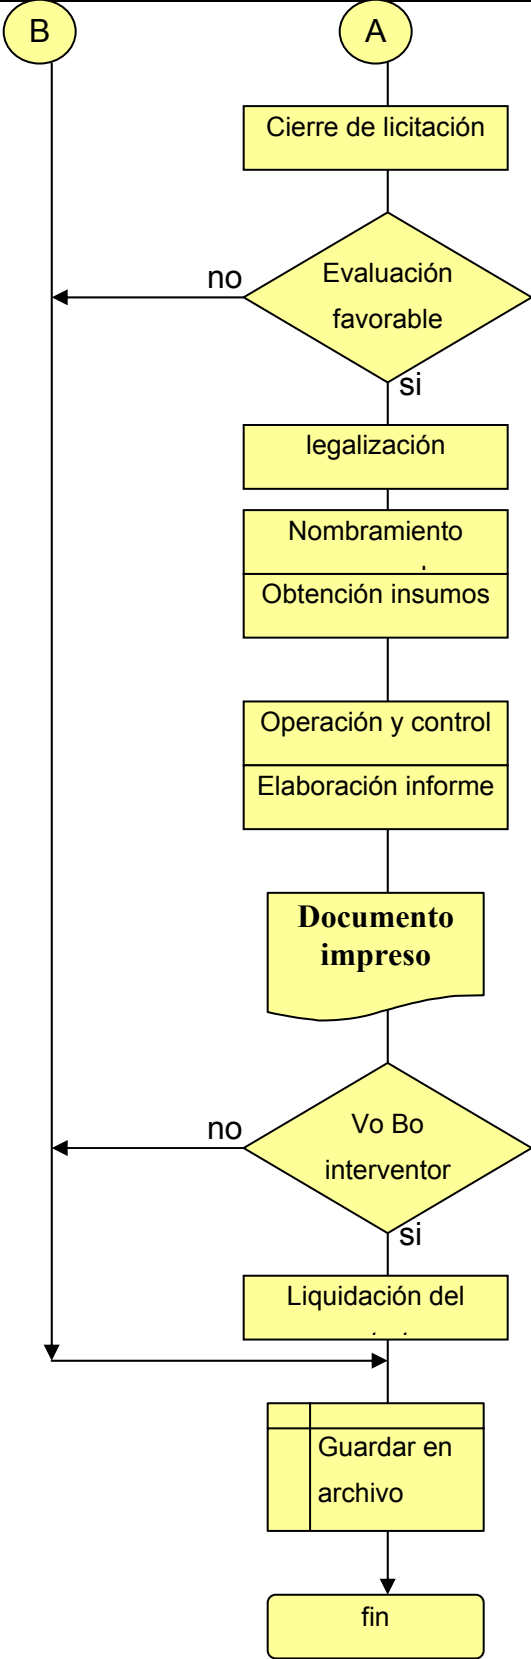 B
A
Cierre de licitación
no
Evaluación
favorable
si
legalización
Nombramiento
Obtención insumos
Operación y control
Elaboración informe
Documento
impreso
no
Vo Bo
interventor
si
Liquidación del
Guardar en
archivo
fin